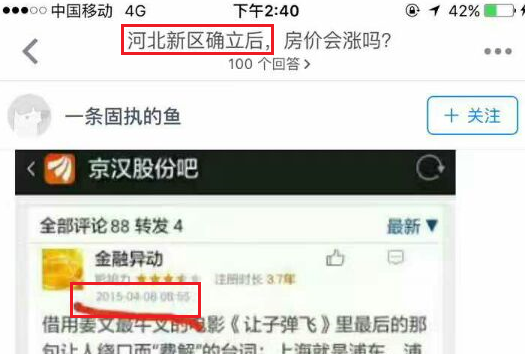 中国移动 4G 下午2:40 42%
河北新区确立后，房价会涨吗？
100 个回答 >
一条固执的鱼
+ 关注
京汉股份吧
全部评论88 转发 4 最新▼
金融异动
注册时长 3.7年
2015-04-08
借用姜文最牛叉的电影《让子弹飞》里最后的那
句让人绕口而“费解”的台词：上海就是浦东，浦